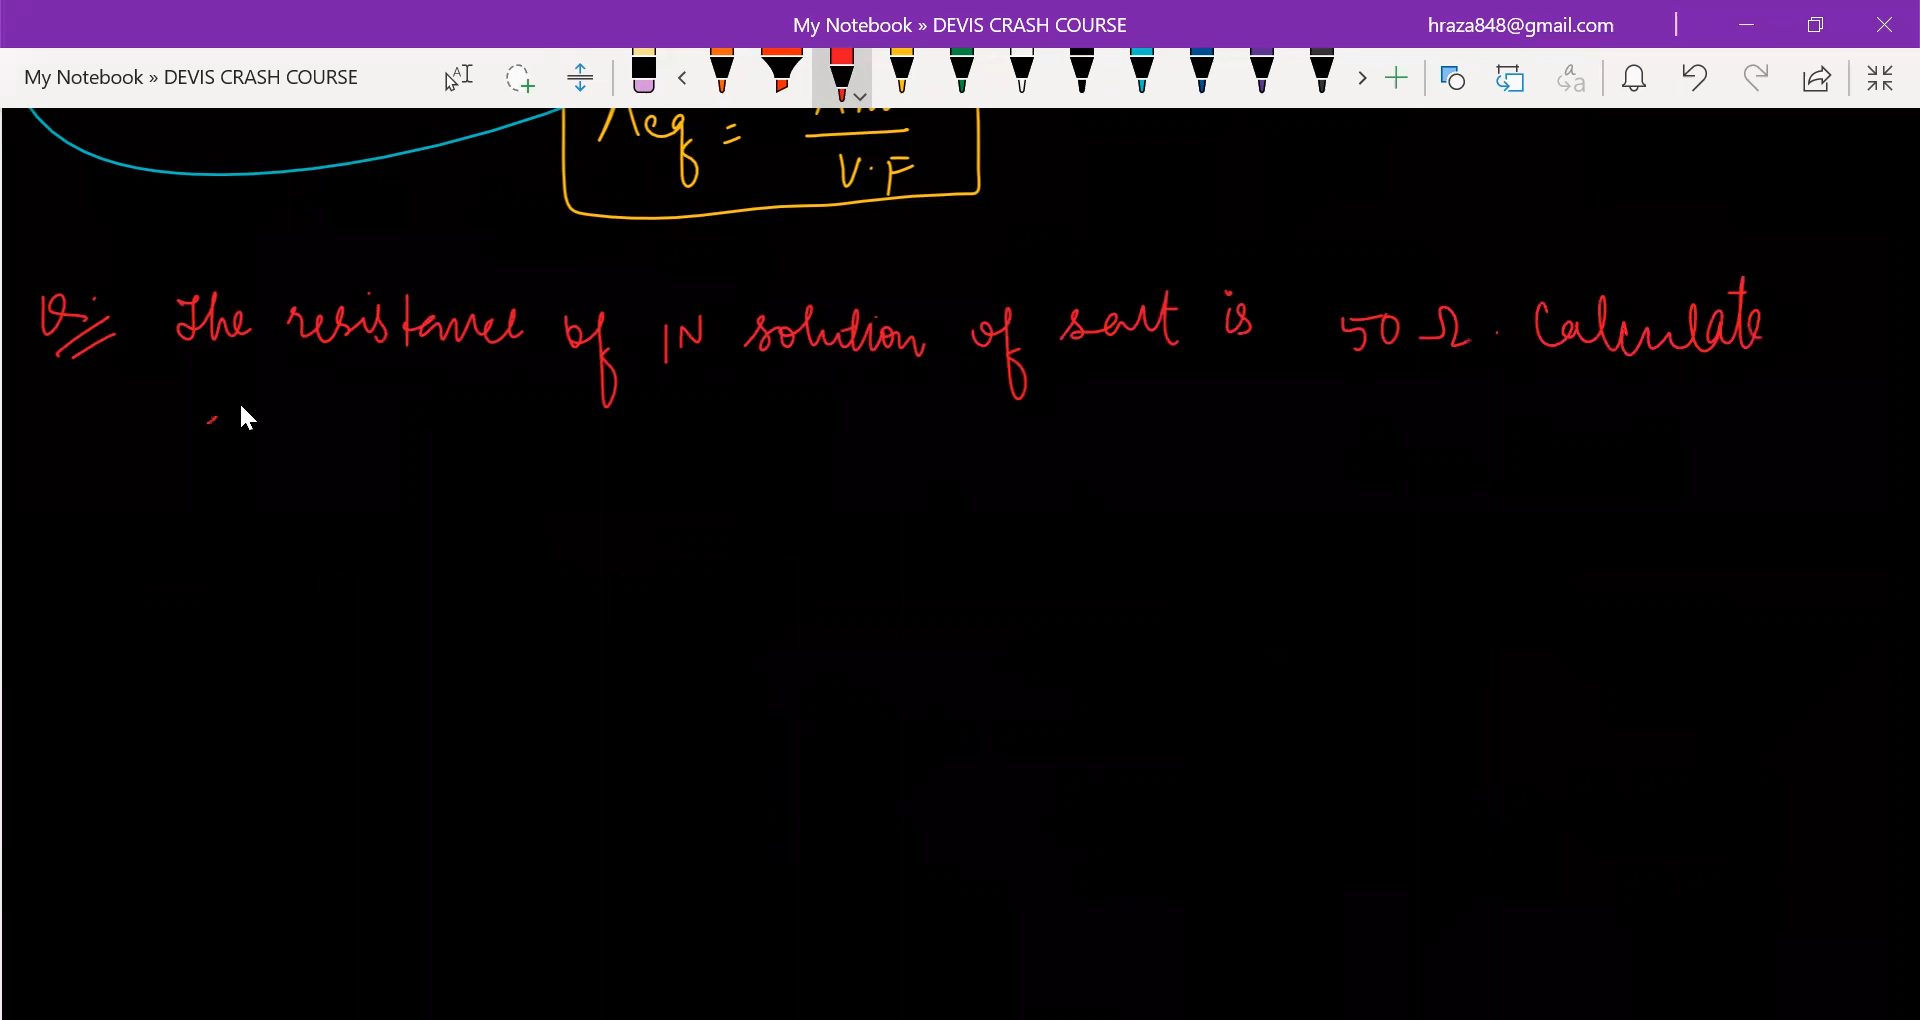 My Notebook » DEVIS CRASH COURSE
hraza848@gmail.com
My Notebook » DEVIS CRASH COURSE
Λeq = Λm
V.F
Q:- The resistance of 1N solution of salt is 50 Ω. Calculate